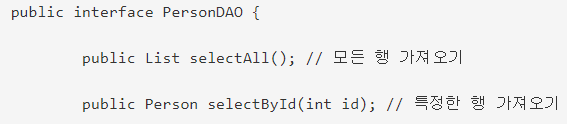 public interface PersonDAO {
public List selectAll(); // 모든 행 가져오기
public Person selectById(int id); // 특정한 행 가져오기